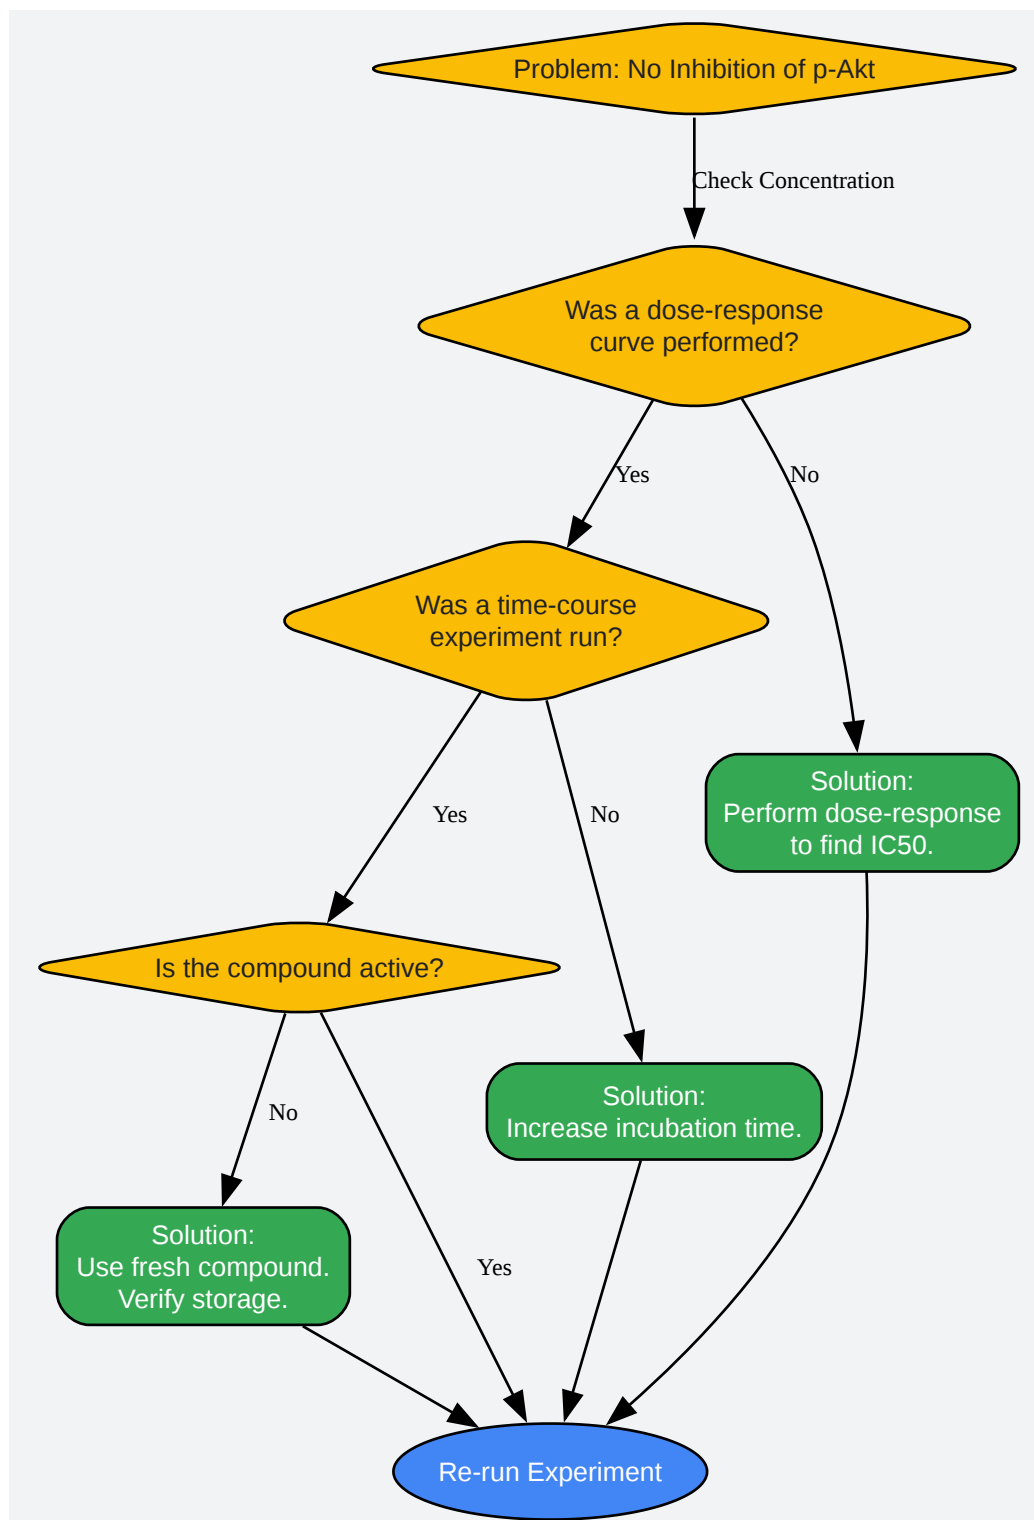 Problem: No Inhibition of p-Akt
Check Concentration
Was a dose-response
curve performed?
Yes
No
Was a time-course
experiment run?
Solution:
Perform dose-response
to find IC50.
Yes
No
Is the compound active?
Solution:
Increase incubation time.
No
Solution:
Use fresh compound.
Verify storage.
Yes
Re-run Experiment